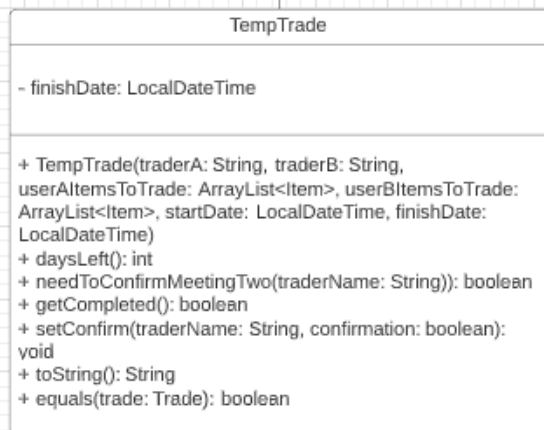 TempTrade
- finishDate: LocalDateTime
+ TempTrade(traderA: String, traderB: String,
userAItemsToTrade: ArrayList<Item>, userBItemsToTrade:
ArrayList<Item>, startDate: LocalDateTime, finishDate:
LocalDateTime)
+ daysLeft(): int
+ needToConfirmMeetingTwo(traderName: String)): boolean
+ getCompleted(): boolean
+ setConfirm(traderName: String, confirmation: boolean):
void
+ toString(): String
+ equals(trade: Trade): boolean